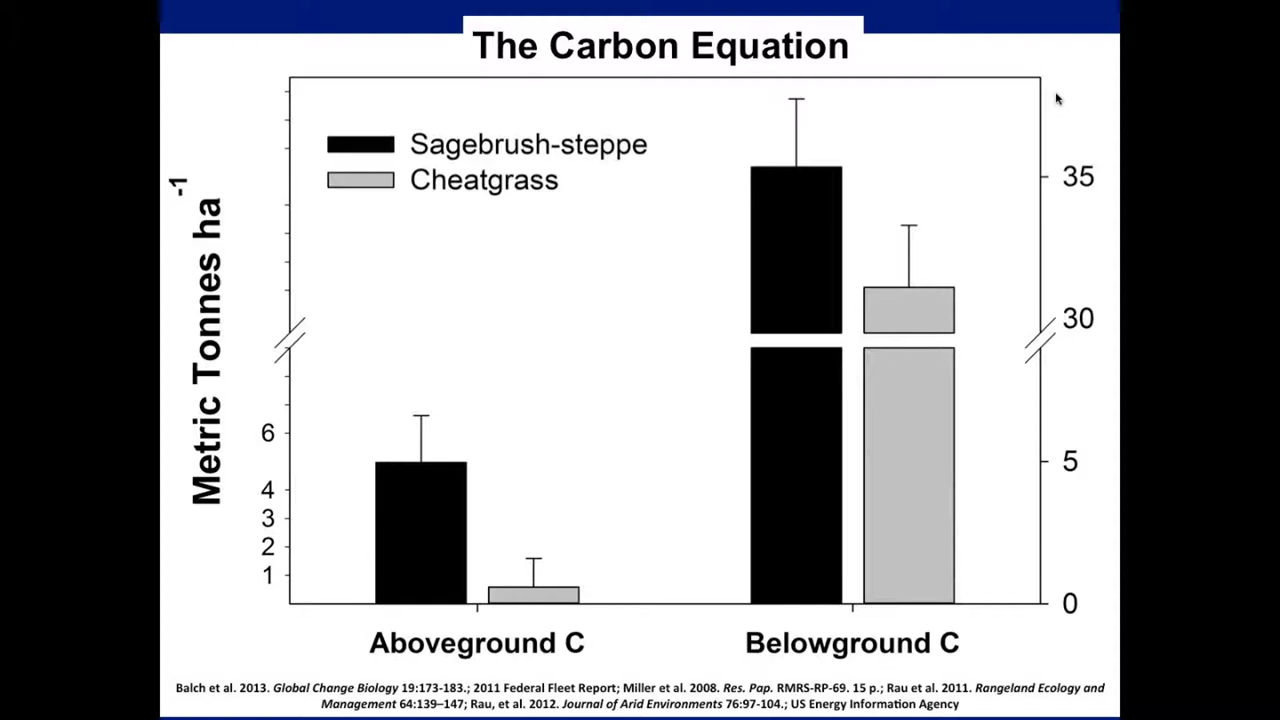 The Carbon Equation
Sagebrush-steppe
Cheatgrass
Metric Tonnes ha-1
6
4
3
2
1
35
30
5
0
Aboveground C
Belowground C
Balch et al. 2013. Global Change Biology 19:173-183.; 2011 Federal Fleet Report; Miller et al. 2008. Res. Pap. RMRS-RP-69. 15 p.; Rau et al. 2011. Rangeland Ecology and
Management 64:139–147; Rau, et al. 2012. Journal of Arid Environments 76:97-104.; US Energy Information Agency